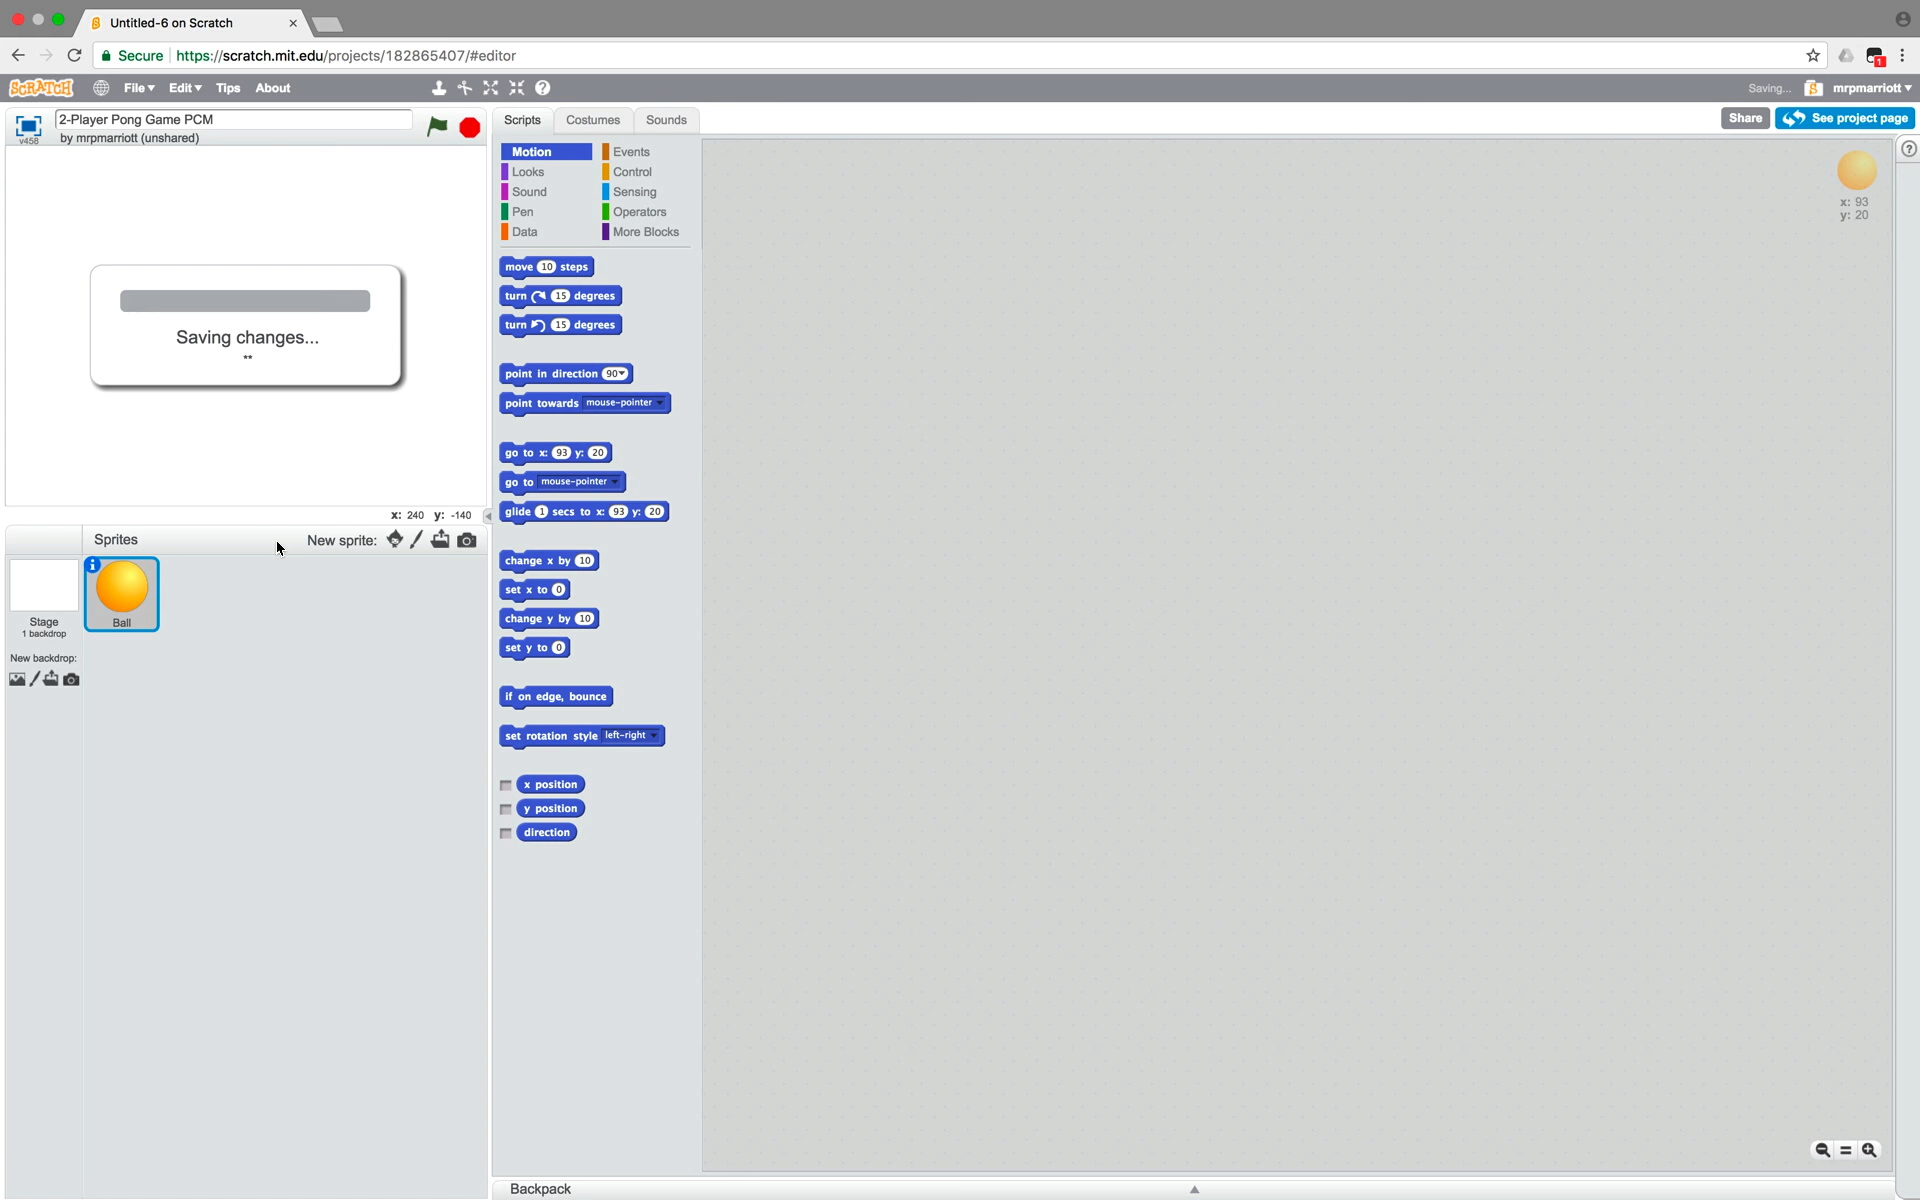 Untitled-6 on Scratch
Secure https://scratch.mit.edu/projects/182865407/#editor
1
SCRATCH File Edit Tips About Saving... mrpmarriott
2-Player Pong Game PCM
by mrpmarriott (unshared)
v458
Scripts Costumes Sounds
Share See project page
Motion Events
Looks Control
Sound Sensing
Pen Operators
Data More Blocks
x: 93
y: 20
move 10 steps
turn 15 degrees
turn 15 degrees
point in direction 90
point towards mouse-pointer
go to x: 93 y: 20
go to mouse-pointer
glide 1 secs to x: 93 y: 20
change x by 10
set x to 0
change y by 10
set y to 0
if on edge, bounce
set rotation style left-right
x position
y position
direction
Saving changes...
**
x: 240 y: -140
Sprites New sprite:
Stage
1 backdrop
Ball
New backdrop:
Backpack